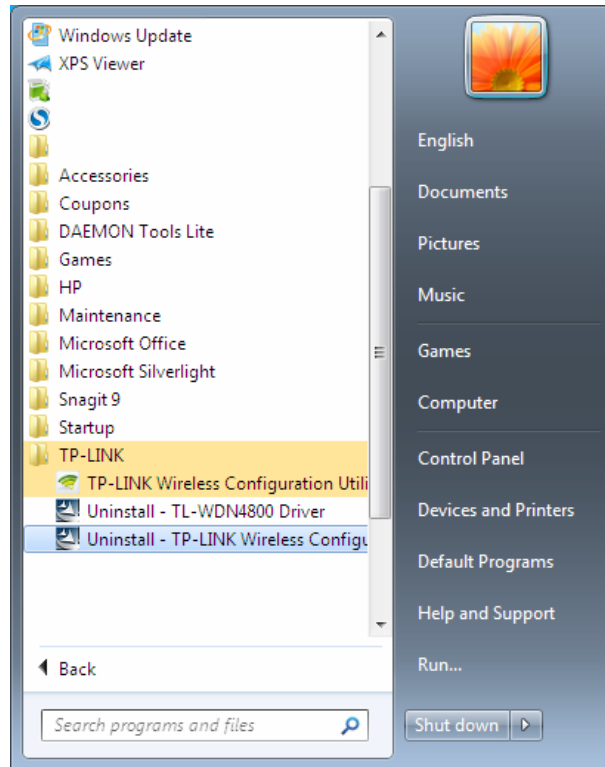 Windows Update
XPS Viewer
Accessories
Coupons
DAEMON Tools Lite
Games
HP
Maintenance
Microsoft Office
Microsoft Silverlight
Snagit 9
Startup
TP-LINK
TP-LINK Wireless Configuration Utili
Uninstall - TL-WDN4800 Driver
Uninstall - TP-LINK Wireless Configu
Back
Search programs and files
English
Documents
Pictures
Music
Games
Computer
Control Panel
Devices and Printers
Default Programs
Help and Support
Run...
Shut down